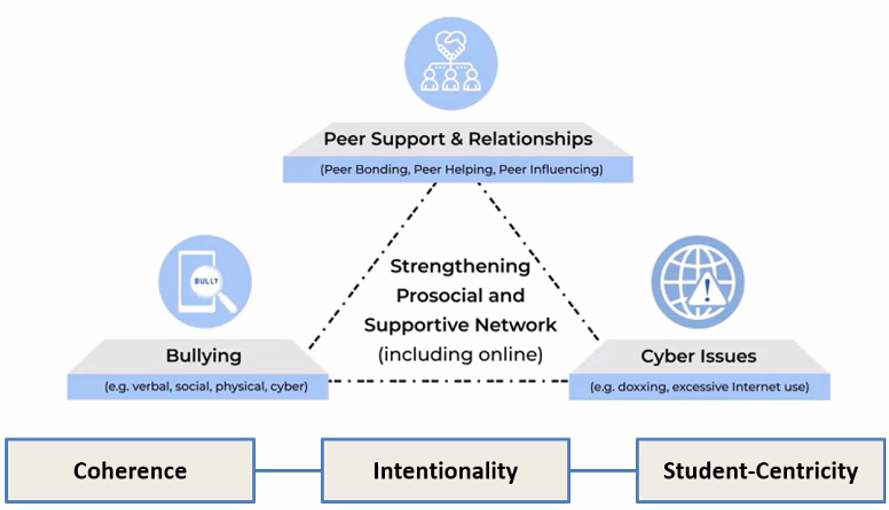 Peer Support & Relationships
(Peer Bonding, Peer Helping, Peer Influencing)
Strengthening
Prosocial and
Supportive Network
(including online)
BULLY
Bullying
(e.g. verbal, social, physical, cyber)
Cyber Issues
(e.g. doxxing, excessive Internet use)
Coherence
Intentionality
Student-Centricity